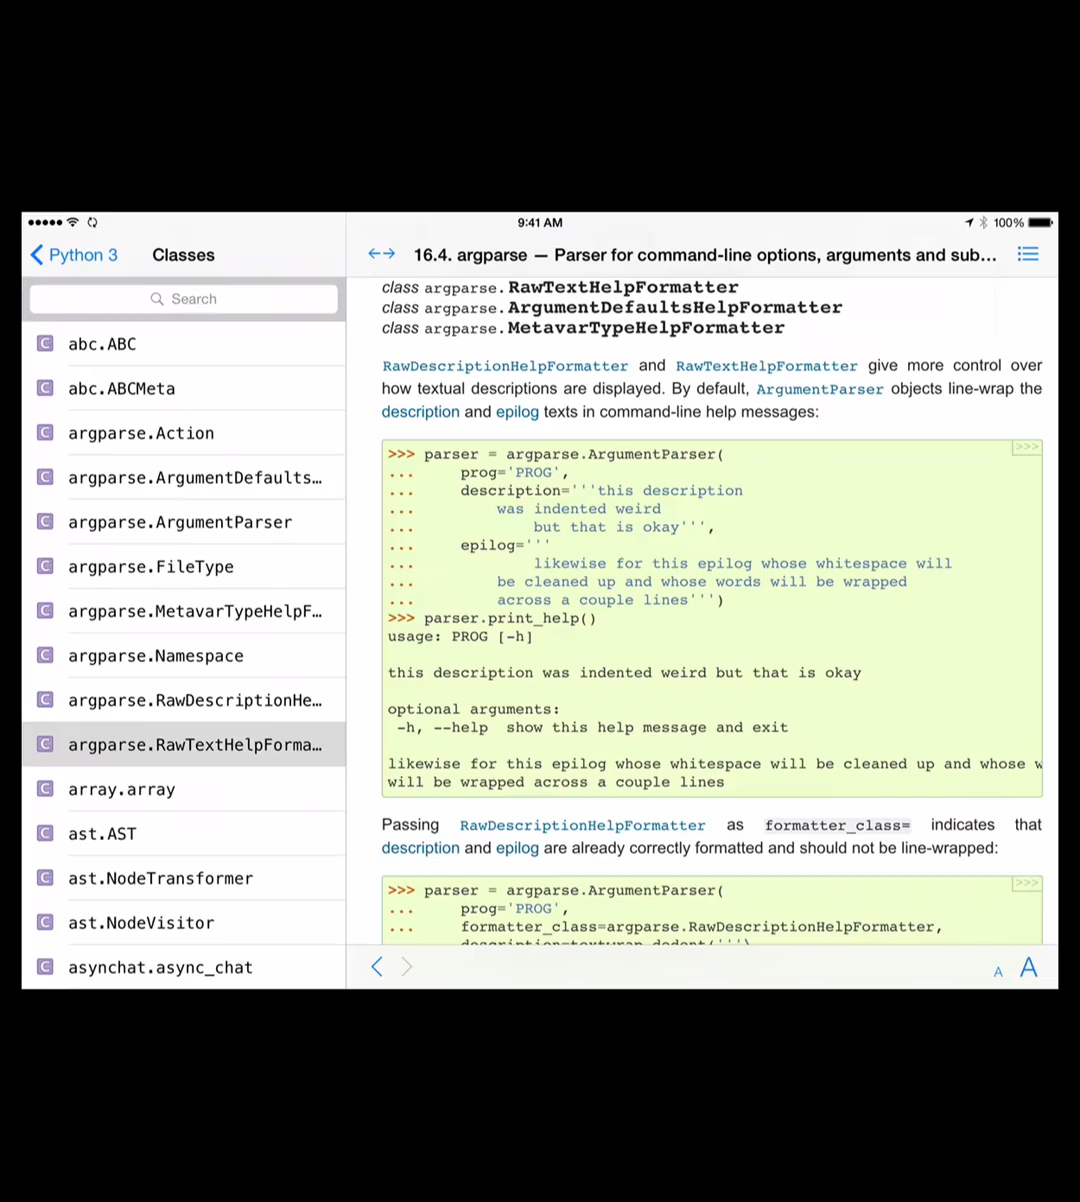 9:41 AM
100%
Python 3
Classes
16.4. argparse — Parser for command-line options, arguments and sub...
Search
C abc.ABC
C abc.ABCMeta
C argparse.Action
C argparse.ArgumentDefaults...
C argparse.ArgumentParser
C argparse.FileType
C argparse.MetavarTypeHelpF...
C argparse.Namespace
C argparse.RawDescriptionHe...
C argparse.RawTextHelpForma...
C array.array
C ast.AST
C ast.NodeTransformer
C ast.NodeVisitor
C asynchat.async_chat
class argparse.RawTextHelpFormatter
class argparse.ArgumentDefaultsHelpFormatter
class argparse.MetavarTypeHelpFormatter
RawDescriptionHelpFormatter and RawTextHelpFormatter give more control over
how textual descriptions are displayed. By default, ArgumentParser objects line-wrap the
description and epilog texts in command-line help messages:
>>>
>>> parser = argparse.ArgumentParser(
...     prog='PROG',
...     description='''this description
...         was indented weird
...             but that is okay''',
...     epilog='''
...             likewise for this epilog whose whitespace will
...         be cleaned up and whose words will be wrapped
...         across a couple lines''')
>>> parser.print_help()
usage: PROG [-h]
this description was indented weird but that is okay
optional arguments:
 -h, --help  show this help message and exit
likewise for this epilog whose whitespace will be cleaned up and whose w
will be wrapped across a couple lines
Passing RawDescriptionHelpFormatter as formatter_class= indicates that
description and epilog are already correctly formatted and should not be line-wrapped:
>>>
>>> parser = argparse.ArgumentParser(
...     prog='PROG',
...     formatter_class=argparse.RawDescriptionHelpFormatter,
description=textwrap.dedent('''\
A A